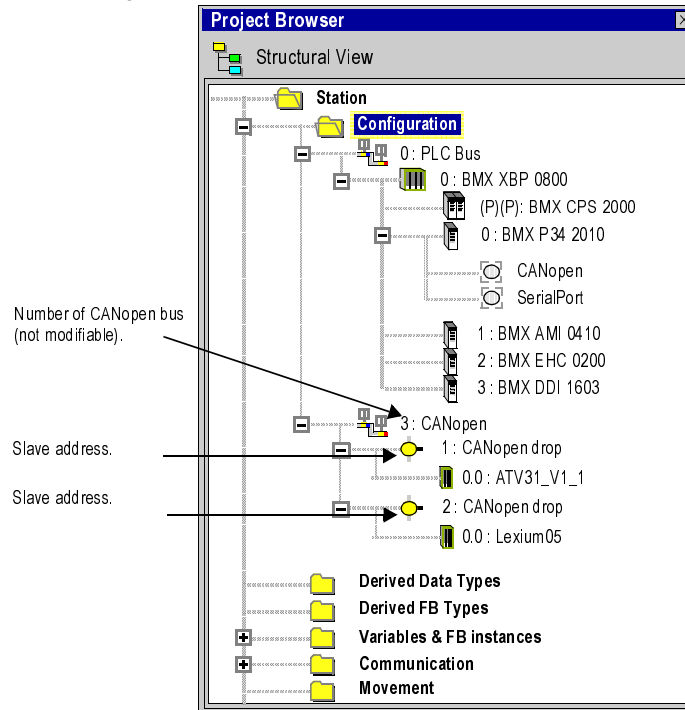 Project Browser
Structural View
Station
Configuration
0 : PLC Bus
0 : BMX XBP 0800
(P)(P): BMX CPS 2000
0 : BMX P34 2010
CANopen
SerialPort
Number of CANopen bus
(not modifiable).
1 : BMX AMI 0410
2 : BMX EHC 0200
3 : BMX DDI 1603
3 : CANopen
Slave address.
1 : CANopen drop
0.0 : ATV31_V1_1
Slave address.
2 : CANopen drop
0.0 : Lexium05
Derived Data Types
Derived FB Types
Variables & FB instances
Communication
Movement